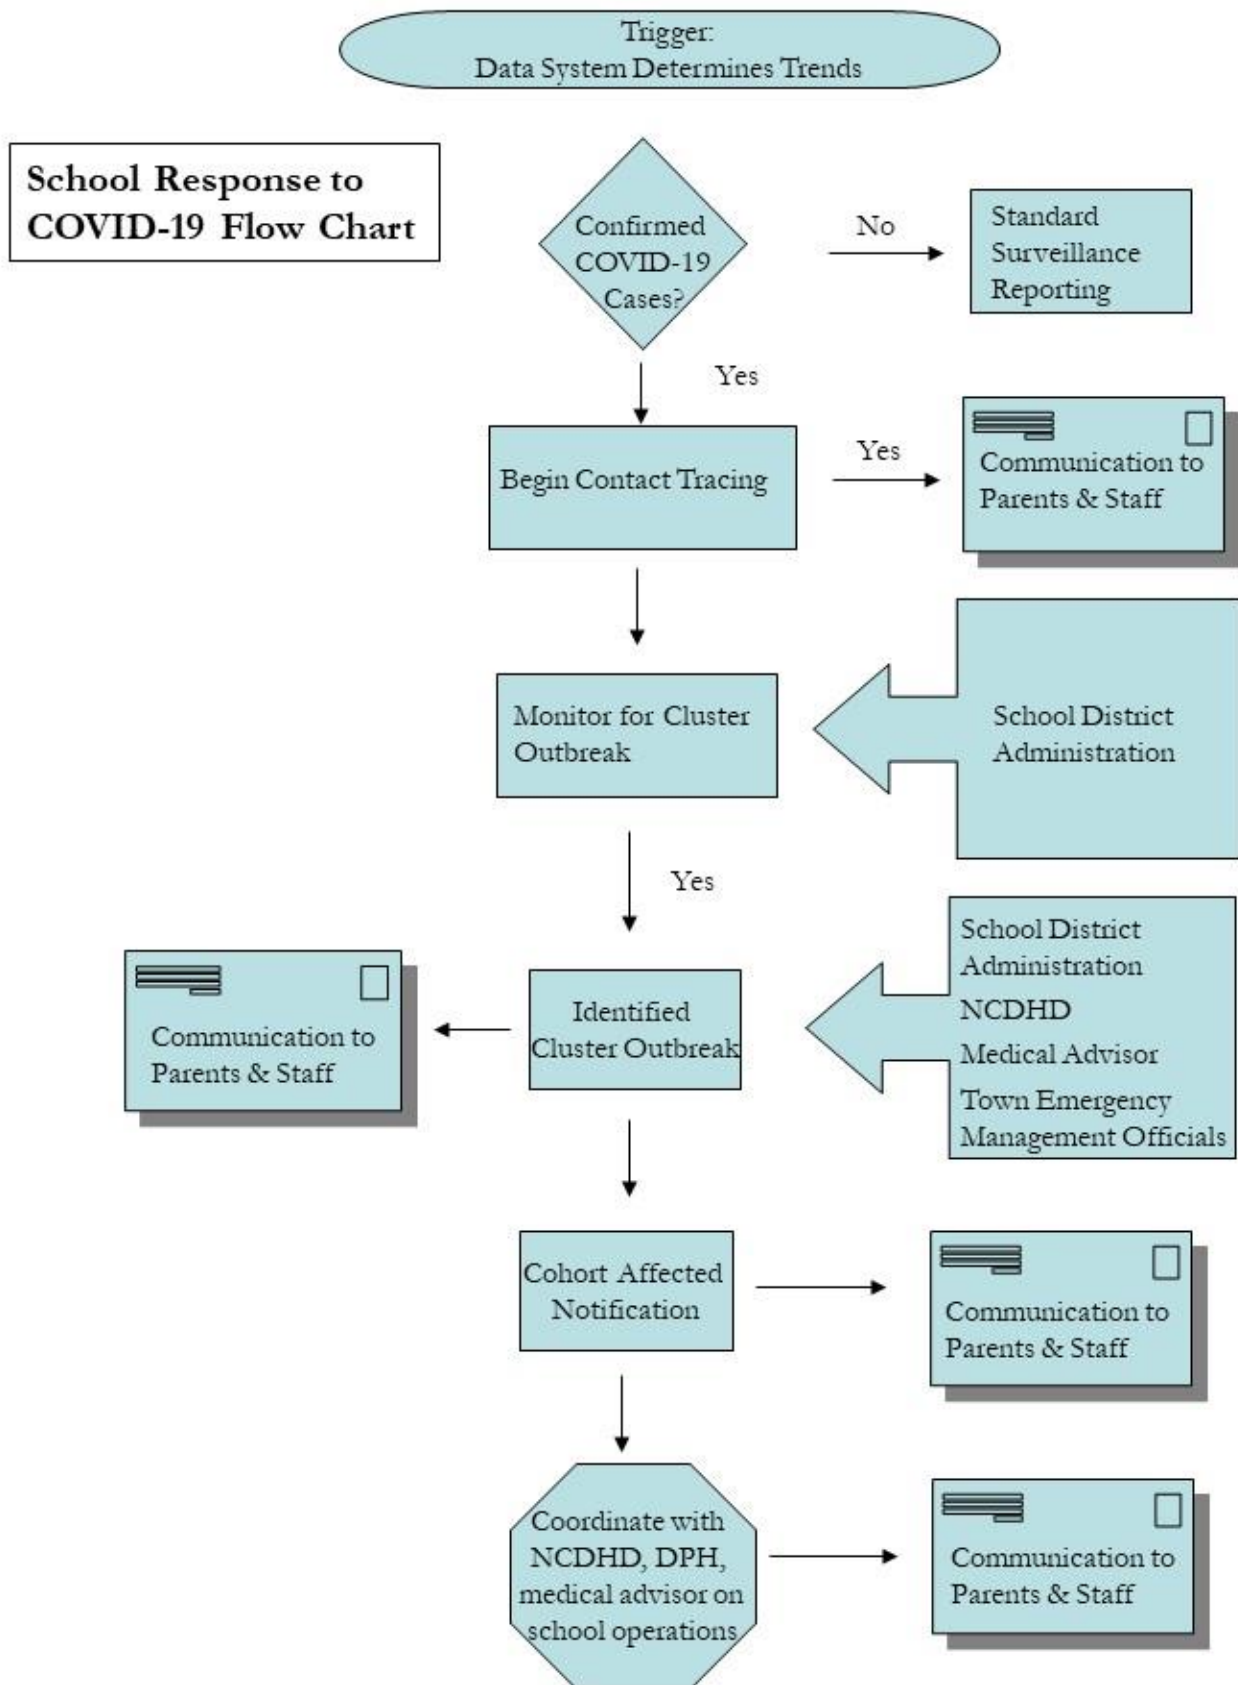 Trigger:
Data System Determines Trends
School Response to
COVID-19 Flow Chart
Confirmed
COVID-19
Cases?
No
Standard
Surveillance
Reporting
Yes
Begin Contact Tracing
Yes
Communication to
Parents & Staff
Monitor for Cluster
Outbreak
School District
Administration
Yes
Communication to
Parents & Staff
Identified
Cluster Outbreak
School District
Administration
NCDHD
Medical Advisor
Town Emergency
Management Officials
Cohort Affected
Notification
Communication to
Parents & Staff
Coordinate with
NCDHD, DPH,
medical advisor on
school operations
Communication to
Parents & Staff